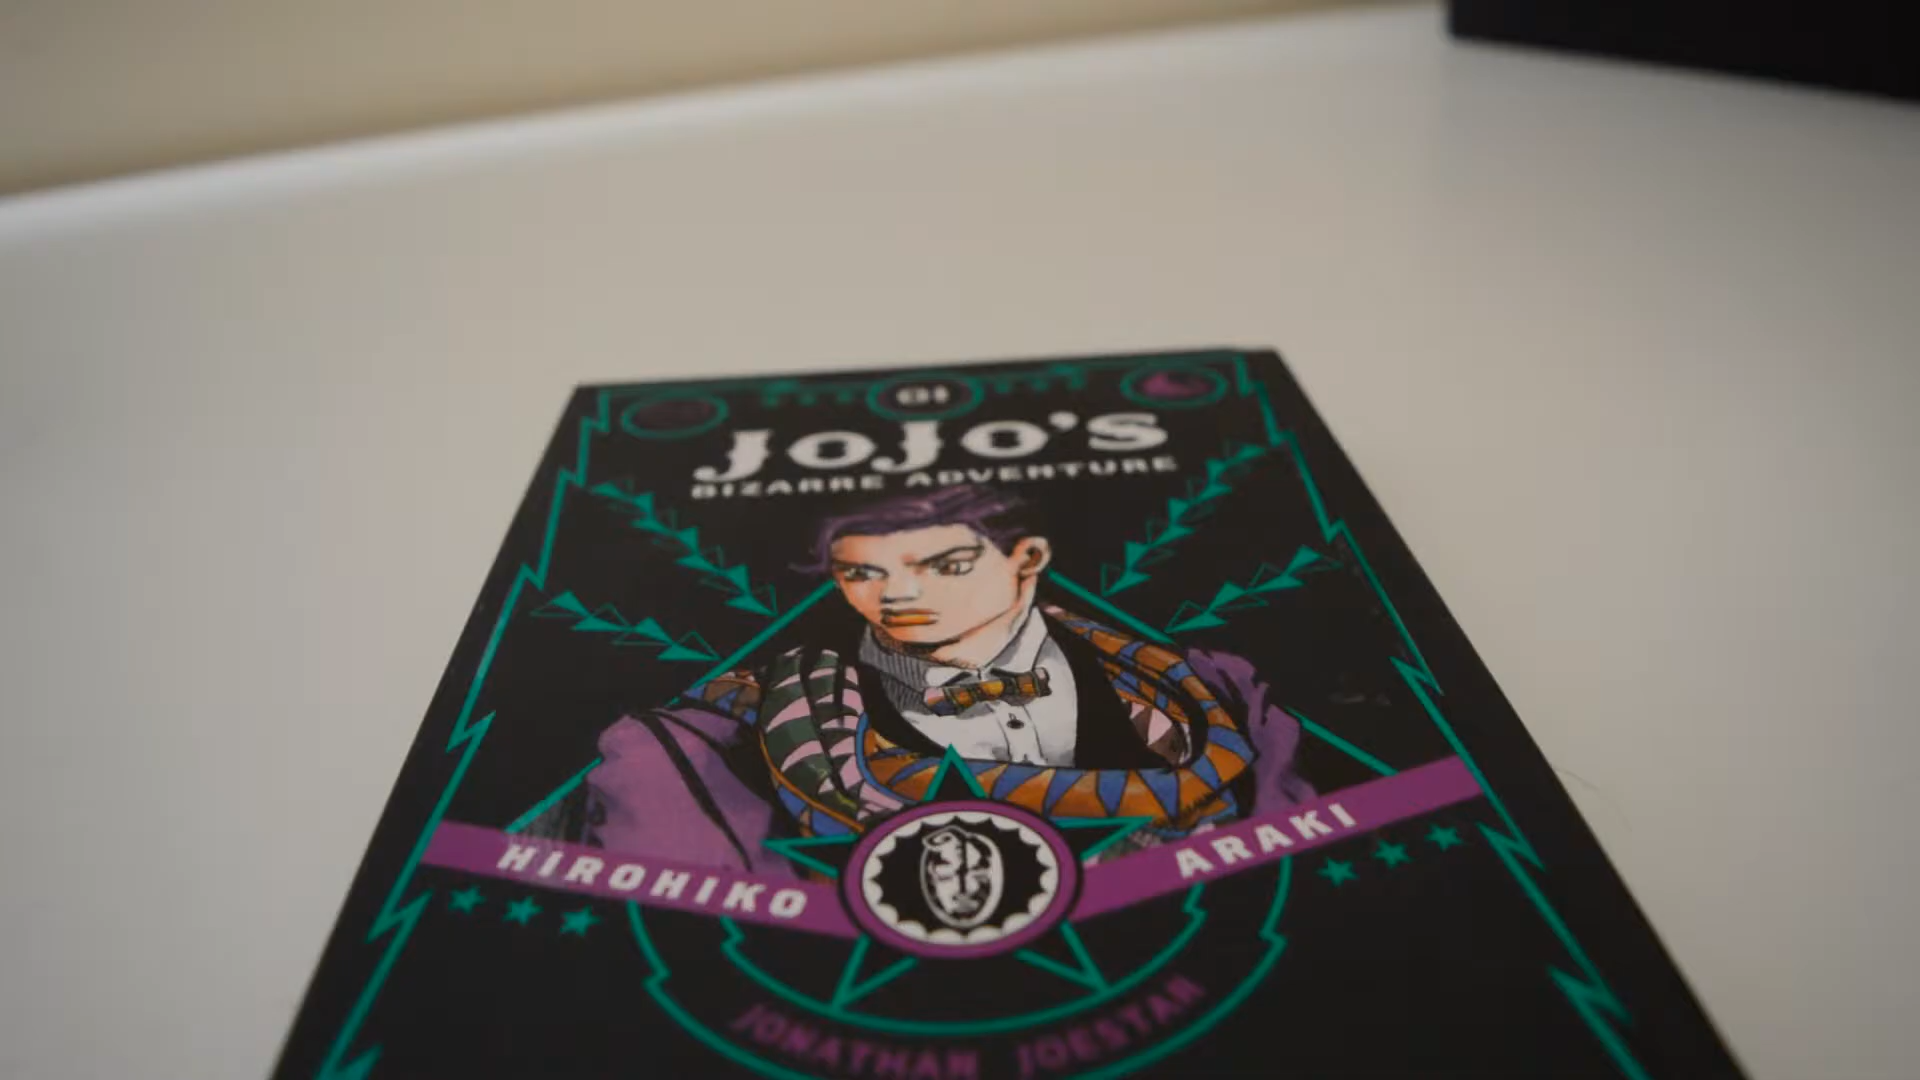 01
JOJO'S
BIZARRE ADVENTURE
HIROHIKO ARAKI
JONATHAN JOESTAR